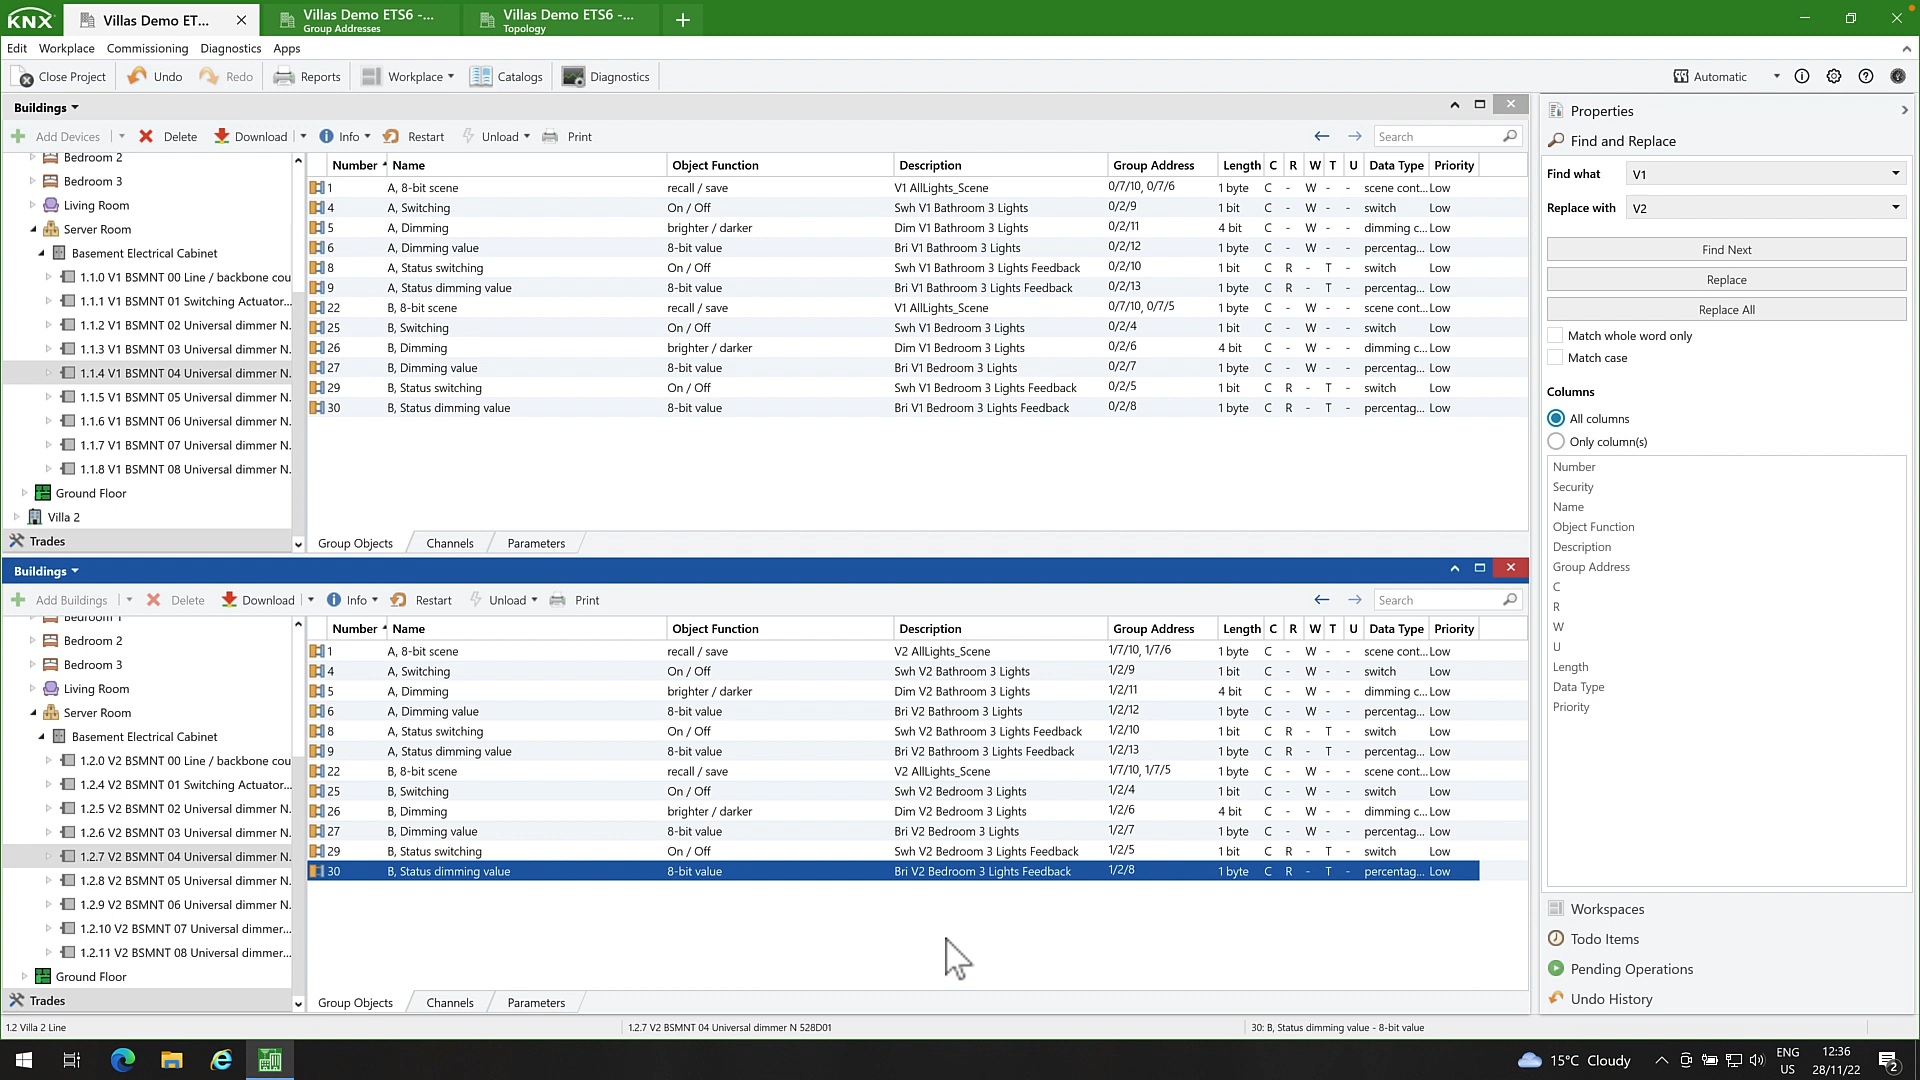 KNX
Villas Demo ET...
Villas Demo ETS6 -...
Group Addresses
Villas Demo ETS6 -...
Topology
Edit Workplace Commissioning Diagnostics Apps
Close Project Undo Redo Reports Workplace Catalogs Diagnostics Automatic
Buildings
Add Devices Delete Download Info Restart Unload Print Search
Bedroom 2
Bedroom 3
Living Room
Server Room
Basement Electrical Cabinet
1.1.0 V1 BSMNT 00 Line / backbone cou
1.1.1 V1 BSMNT 01 Switching Actuator...
1.1.2 V1 BSMNT 02 Universal dimmer N.
1.1.3 V1 BSMNT 03 Universal dimmer N.
1.1.4 V1 BSMNT 04 Universal dimmer N.
1.1.5 V1 BSMNT 05 Universal dimmer N.
1.1.6 V1 BSMNT 06 Universal dimmer N.
1.1.7 V1 BSMNT 07 Universal dimmer N.
1.1.8 V1 BSMNT 08 Universal dimmer N.
Ground Floor
Villa 2
Trades
Number Name Object Function Description Group Address Length C R W T U Data Type Priority
1 A, 8-bit scene recall / save V1 AllLights_Scene 0/7/10, 0/7/6 1 byte C - W - - scene cont... Low
4 A, Switching On / Off Swh V1 Bathroom 3 Lights 0/2/9 1 bit C - W - - switch Low
5 A, Dimming brighter / darker Dim V1 Bathroom 3 Lights 0/2/11 4 bit C - W - - dimming c... Low
6 A, Dimming value 8-bit value Bri V1 Bathroom 3 Lights 0/2/12 1 byte C - W - - percentag... Low
8 A, Status switching On / Off Swh V1 Bathroom 3 Lights Feedback 0/2/10 1 bit C R - T - switch Low
9 A, Status dimming value 8-bit value Bri V1 Bathroom 3 Lights Feedback 0/2/13 1 byte C R - T - percentag... Low
22 B, 8-bit scene recall / save V1 AllLights_Scene 0/7/10, 0/7/5 1 byte C - W - - scene cont... Low
25 B, Switching On / Off Swh V1 Bedroom 3 Lights 0/2/4 1 bit C - W - - switch Low
26 B, Dimming brighter / darker Dim V1 Bedroom 3 Lights 0/2/6 4 bit C - W - - dimming c... Low
27 B, Dimming value 8-bit value Bri V1 Bedroom 3 Lights 0/2/7 1 byte C - W - - percentag... Low
29 B, Status switching On / Off Swh V1 Bedroom 3 Lights Feedback 0/2/5 1 bit C R - T - switch Low
30 B, Status dimming value 8-bit value Bri V1 Bedroom 3 Lights Feedback 0/2/8 1 byte C R - T - percentag... Low
Group Objects Channels Parameters
Buildings
Add Buildings Delete Download Info Restart Unload Print Search
Bedroom 1
Bedroom 2
Bedroom 3
Living Room
Server Room
Basement Electrical Cabinet
1.2.0 V2 BSMNT 00 Line / backbone cou
1.2.4 V2 BSMNT 01 Switching Actuator...
1.2.5 V2 BSMNT 02 Universal dimmer N.
1.2.6 V2 BSMNT 03 Universal dimmer N.
1.2.7 V2 BSMNT 04 Universal dimmer N.
1.2.8 V2 BSMNT 05 Universal dimmer N.
1.2.9 V2 BSMNT 06 Universal dimmer N.
1.2.10 V2 BSMNT 07 Universal dimmer...
1.2.11 V2 BSMNT 08 Universal dimmer...
Ground Floor
Trades
Number Name Object Function Description Group Address Length C R W T U Data Type Priority
1 A, 8-bit scene recall / save V2 AllLights_Scene 1/7/10, 1/7/6 1 byte C - W - - scene cont... Low
4 A, Switching On / Off Swh V2 Bathroom 3 Lights 1/2/9 1 bit C - W - - switch Low
5 A, Dimming brighter / darker Dim V2 Bathroom 3 Lights 1/2/11 4 bit C - W - - dimming c... Low
6 A, Dimming value 8-bit value Bri V2 Bathroom 3 Lights 1/2/12 1 byte C - W - - percentag... Low
8 A, Status switching On / Off Swh V2 Bathroom 3 Lights Feedback 1/2/10 1 bit C R - T - switch Low
9 A, Status dimming value 8-bit value Bri V2 Bathroom 3 Lights Feedback 1/2/13 1 byte C R - T - percentag... Low
22 B, 8-bit scene recall / save V2 AllLights_Scene 1/7/10, 1/7/5 1 byte C - W - - scene cont... Low
25 B, Switching On / Off Swh V2 Bedroom 3 Lights 1/2/4 1 bit C - W - - switch Low
26 B, Dimming brighter / darker Dim V2 Bedroom 3 Lights 1/2/6 4 bit C - W - - dimming c... Low
27 B, Dimming value 8-bit value Bri V2 Bedroom 3 Lights 1/2/7 1 byte C - W - - percentag... Low
29 B, Status switching On / Off Swh V2 Bedroom 3 Lights Feedback 1/2/5 1 bit C R - T - switch Low
30 B, Status dimming value 8-bit value Bri V2 Bedroom 3 Lights Feedback 1/2/8 1 byte C R - T - percentag... Low
Group Objects Channels Parameters
Properties
Find and Replace
Find what V1
Replace with V2
Find Next
Replace
Replace All
Match whole word only
Match case
Columns
All columns
Only column(s)
Number
Security
Name
Object Function
Description
Group Address
C
R
W
U
Length
Data Type
Priority
Workspaces
Todo Items
Pending Operations
Undo History
1.2 Villa 2 Line 1.2.7 V2 BSMNT 04 Universal dimmer N 528D01 30: B, Status dimming value - 8-bit value
15°C Cloudy
ENG
US
12:36
28/11/22
2